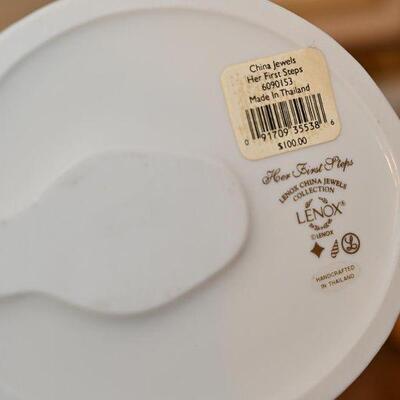 China Jewels
Her First Steps
6090153
Made In Thailand
0 91709 35538 6
$100.00
Her First Steps
LENOX CHINA JEWELS
COLLECTION
LENOX®
©LENOX
L
HANDCRAFTED
IN THAILAND